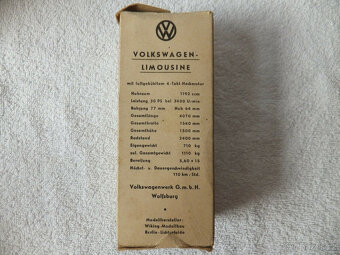 VOLKSWAGEN-
LIMOUSINE
mit luftgekühltem 4-Takt-Heckmotor
Hubraum 1192 ccm
Leistung 30 PS bei 3400 U/min
Bohrung 77 mm Hub 64 mm
Gesamtlänge 4070 mm
Gesamtbreite 1540 mm
Gesamthöhe 1500 mm
Radstand 2400 mm
Eigengewicht 710 kg
zul. Gesamtgewicht 1110 kg
Bereifung 5,60 × 15
Höchst- u. Dauergeschwindigkeit
110 km/Std.
Volkswagenwerk G.m.b.H.
Wolfsburg
Modellhersteller:
Wiking-Modellbau
Berlin-Lichterfelde